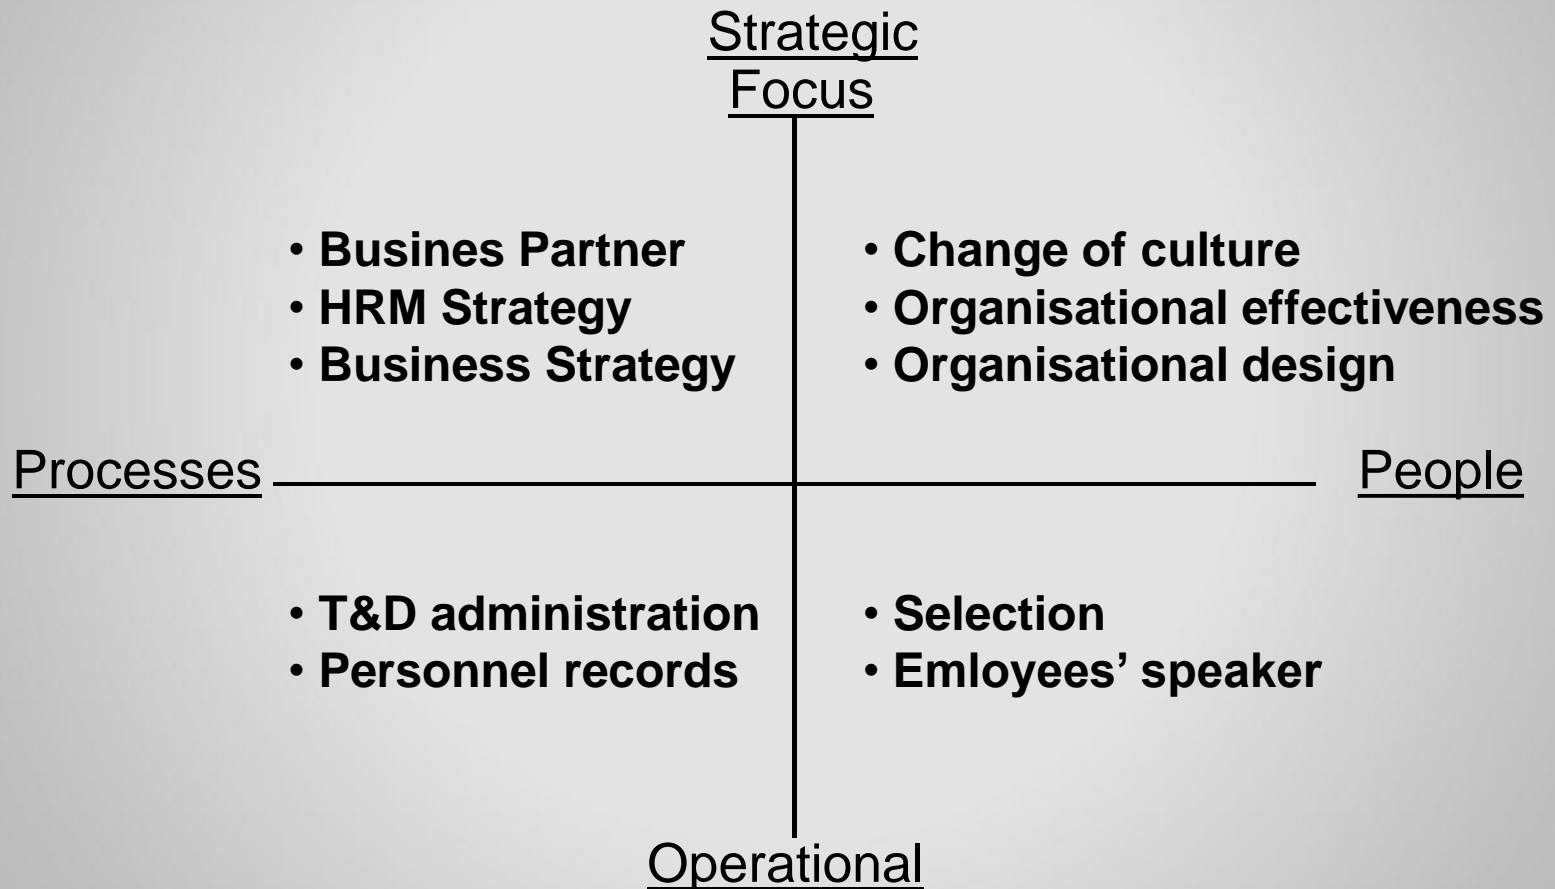 Strategic
Focus
• Busines Partner
• HRM Strategy
• Business Strategy
• Change of culture
• Organisational effectiveness
• Organisational design
Processes
People
• T&D administration
• Personnel records
• Selection
• Emloyees’ speaker
Operational